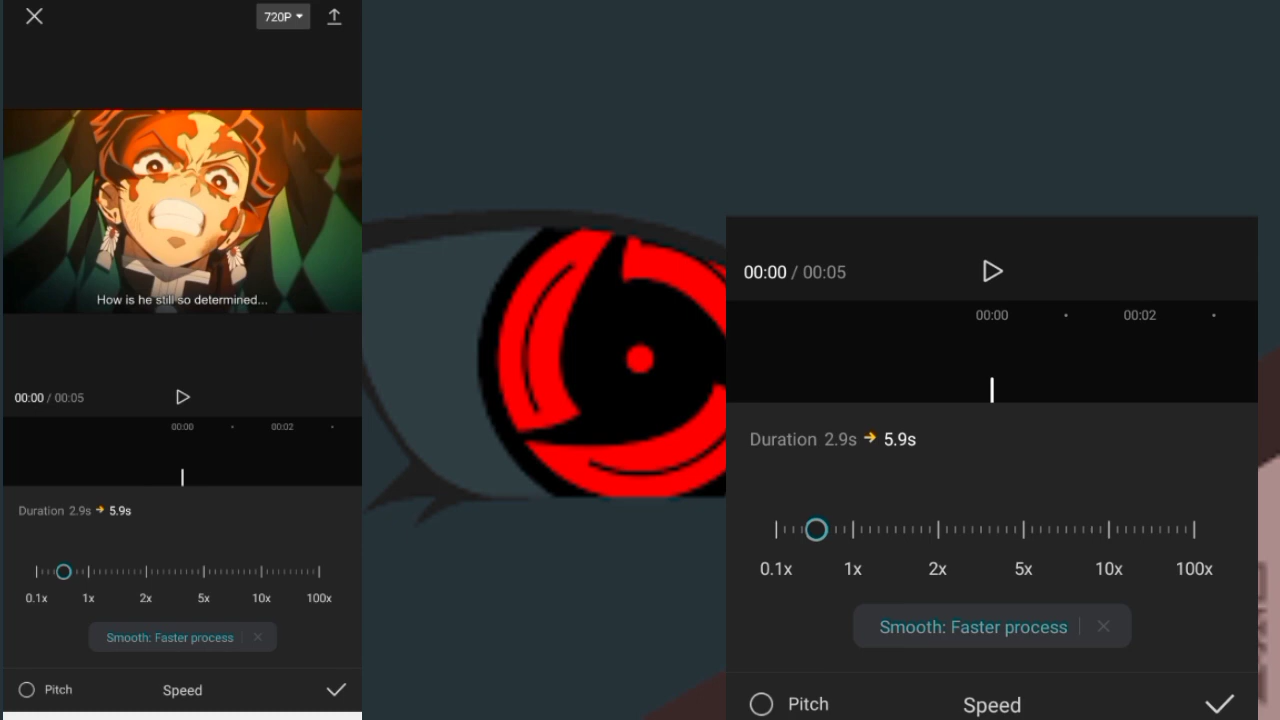 720P
How is he still so determined...
00:00 / 00:05
00:00 00:02
Duration 2.9s 5.9s
0.1x 1x 2x 5x 10x 100x
Smooth: Faster process
Pitch Speed
00:00 / 00:05
00:00 00:02
Duration 2.9s 5.9s
0.1x 1x 2x 5x 10x 100x
Smooth: Faster process
Pitch Speed